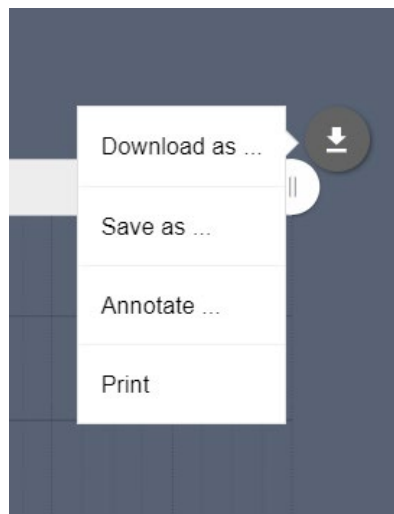 Download as ...
Save as ...
Annotate ...
Print